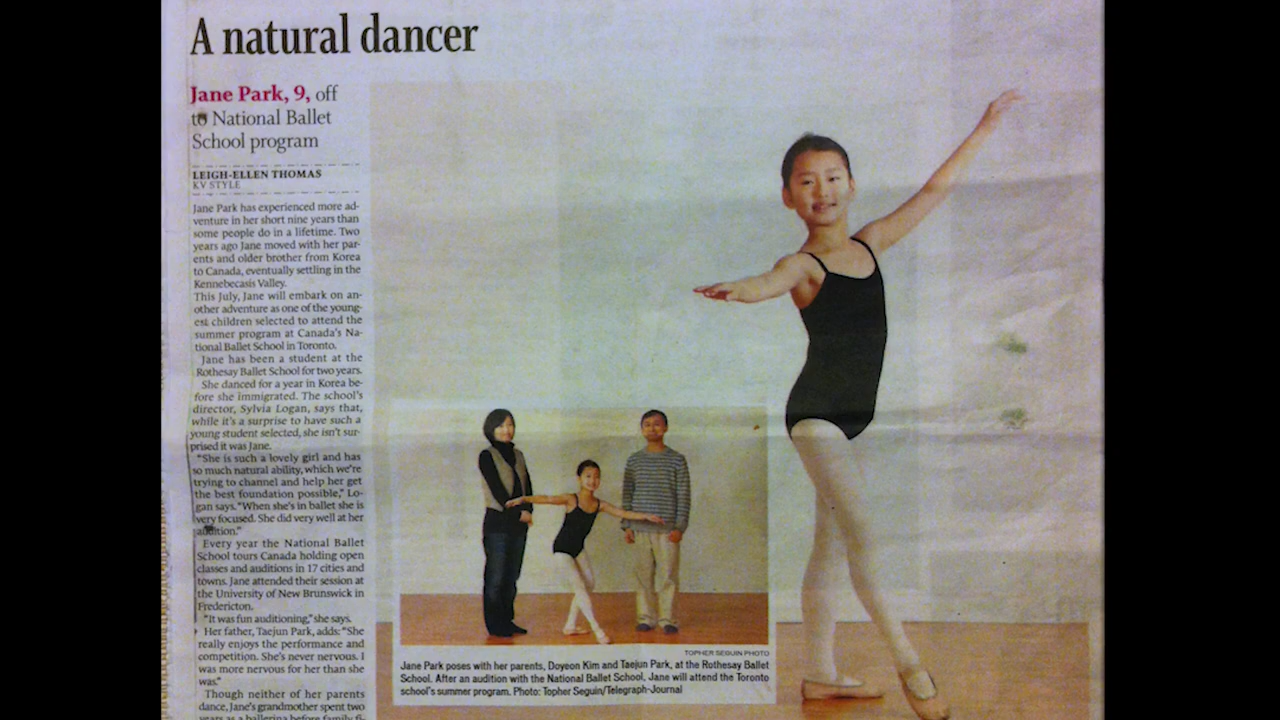 A natural dancer
Jane Park, 9, off
to National Ballet
School program
LEIGH-ELLEN THOMAS
KV STYLE
Jane Park has experienced more ad-
venture in her short nine years than
some people do in a lifetime. Two
years ago Jane moved with her par-
ents and older brother from Korea
to Canada, eventually settling in the
Kennebecasis Valley.
This July, Jane will embark on an-
other adventure as one of the young-
est children selected to attend the
summer program at Canada's Na-
tional Ballet School in Toronto.
Jane has been a student at the
Rothesay Ballet School for two years.
She danced for a year in Korea be-
fore she immigrated. The school's
director, Sylvia Logan, says that,
while it's a surprise to have such a
young student selected, she isn't sur-
prised it was Jane.
"She is such a lovely girl and has
so much natural ability, which we're
trying to channel and help her get
the best foundation possible," Lo-
gan says. "When she's in ballet she is
very focused. She did very well at her
audition."
Every year the National Ballet
School tours Canada holding open
classes and auditions in 17 cities and
towns. Jane attended their session at
the University of New Brunswick in
Fredericton.
"It was fun auditioning," she says.
Her father, Taejun Park, adds: "She
really enjoys the performance and
competition. She's never nervous. I
was more nervous for her than she
was."
Though neither of her parents
dance, Jane's grandmother spent two
years as a ballerina before family fi-
TOPHER SEGUIN PHOTO
Jane Park poses with her parents, Doyeon Kim and Taejun Park, at the Rothesay Ballet
School. After an audition with the National Ballet School, Jane will attend the Toronto
school's summer program. Photo: Topher Seguin/Telegraph-Journal